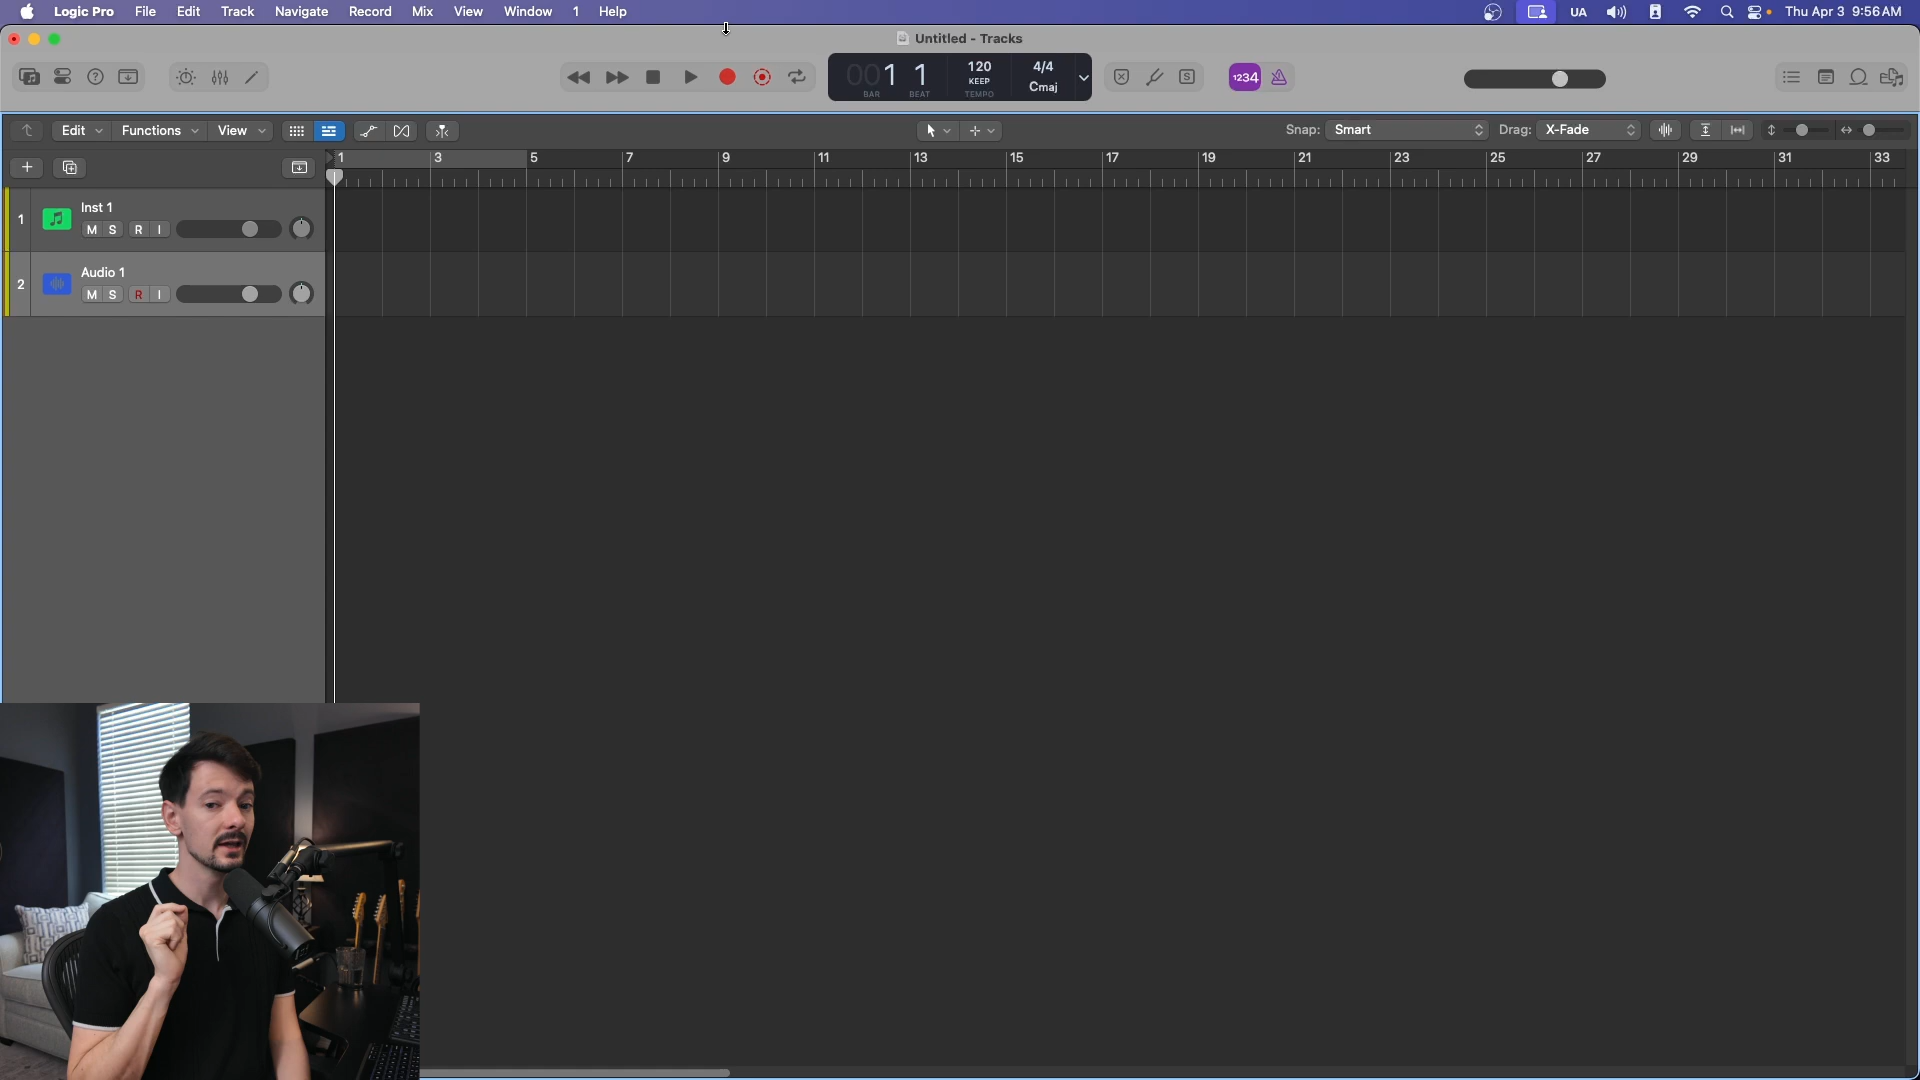 Logic Pro File Edit Track Navigate Record Mix View Window 1 Help UA Thu Apr 3 9:56 AM
Untitled - Tracks
001 1 120 4/4
KEEP Cmaj
BAR BEAT TEMPO
S 1234
Edit Functions View Snap: Smart Drag: X-Fade
1 3 5 7 9 11 13 15 17 19 21 23 25 27 29 31 33
1 Inst 1
M S R I
2 Audio 1
M S R I